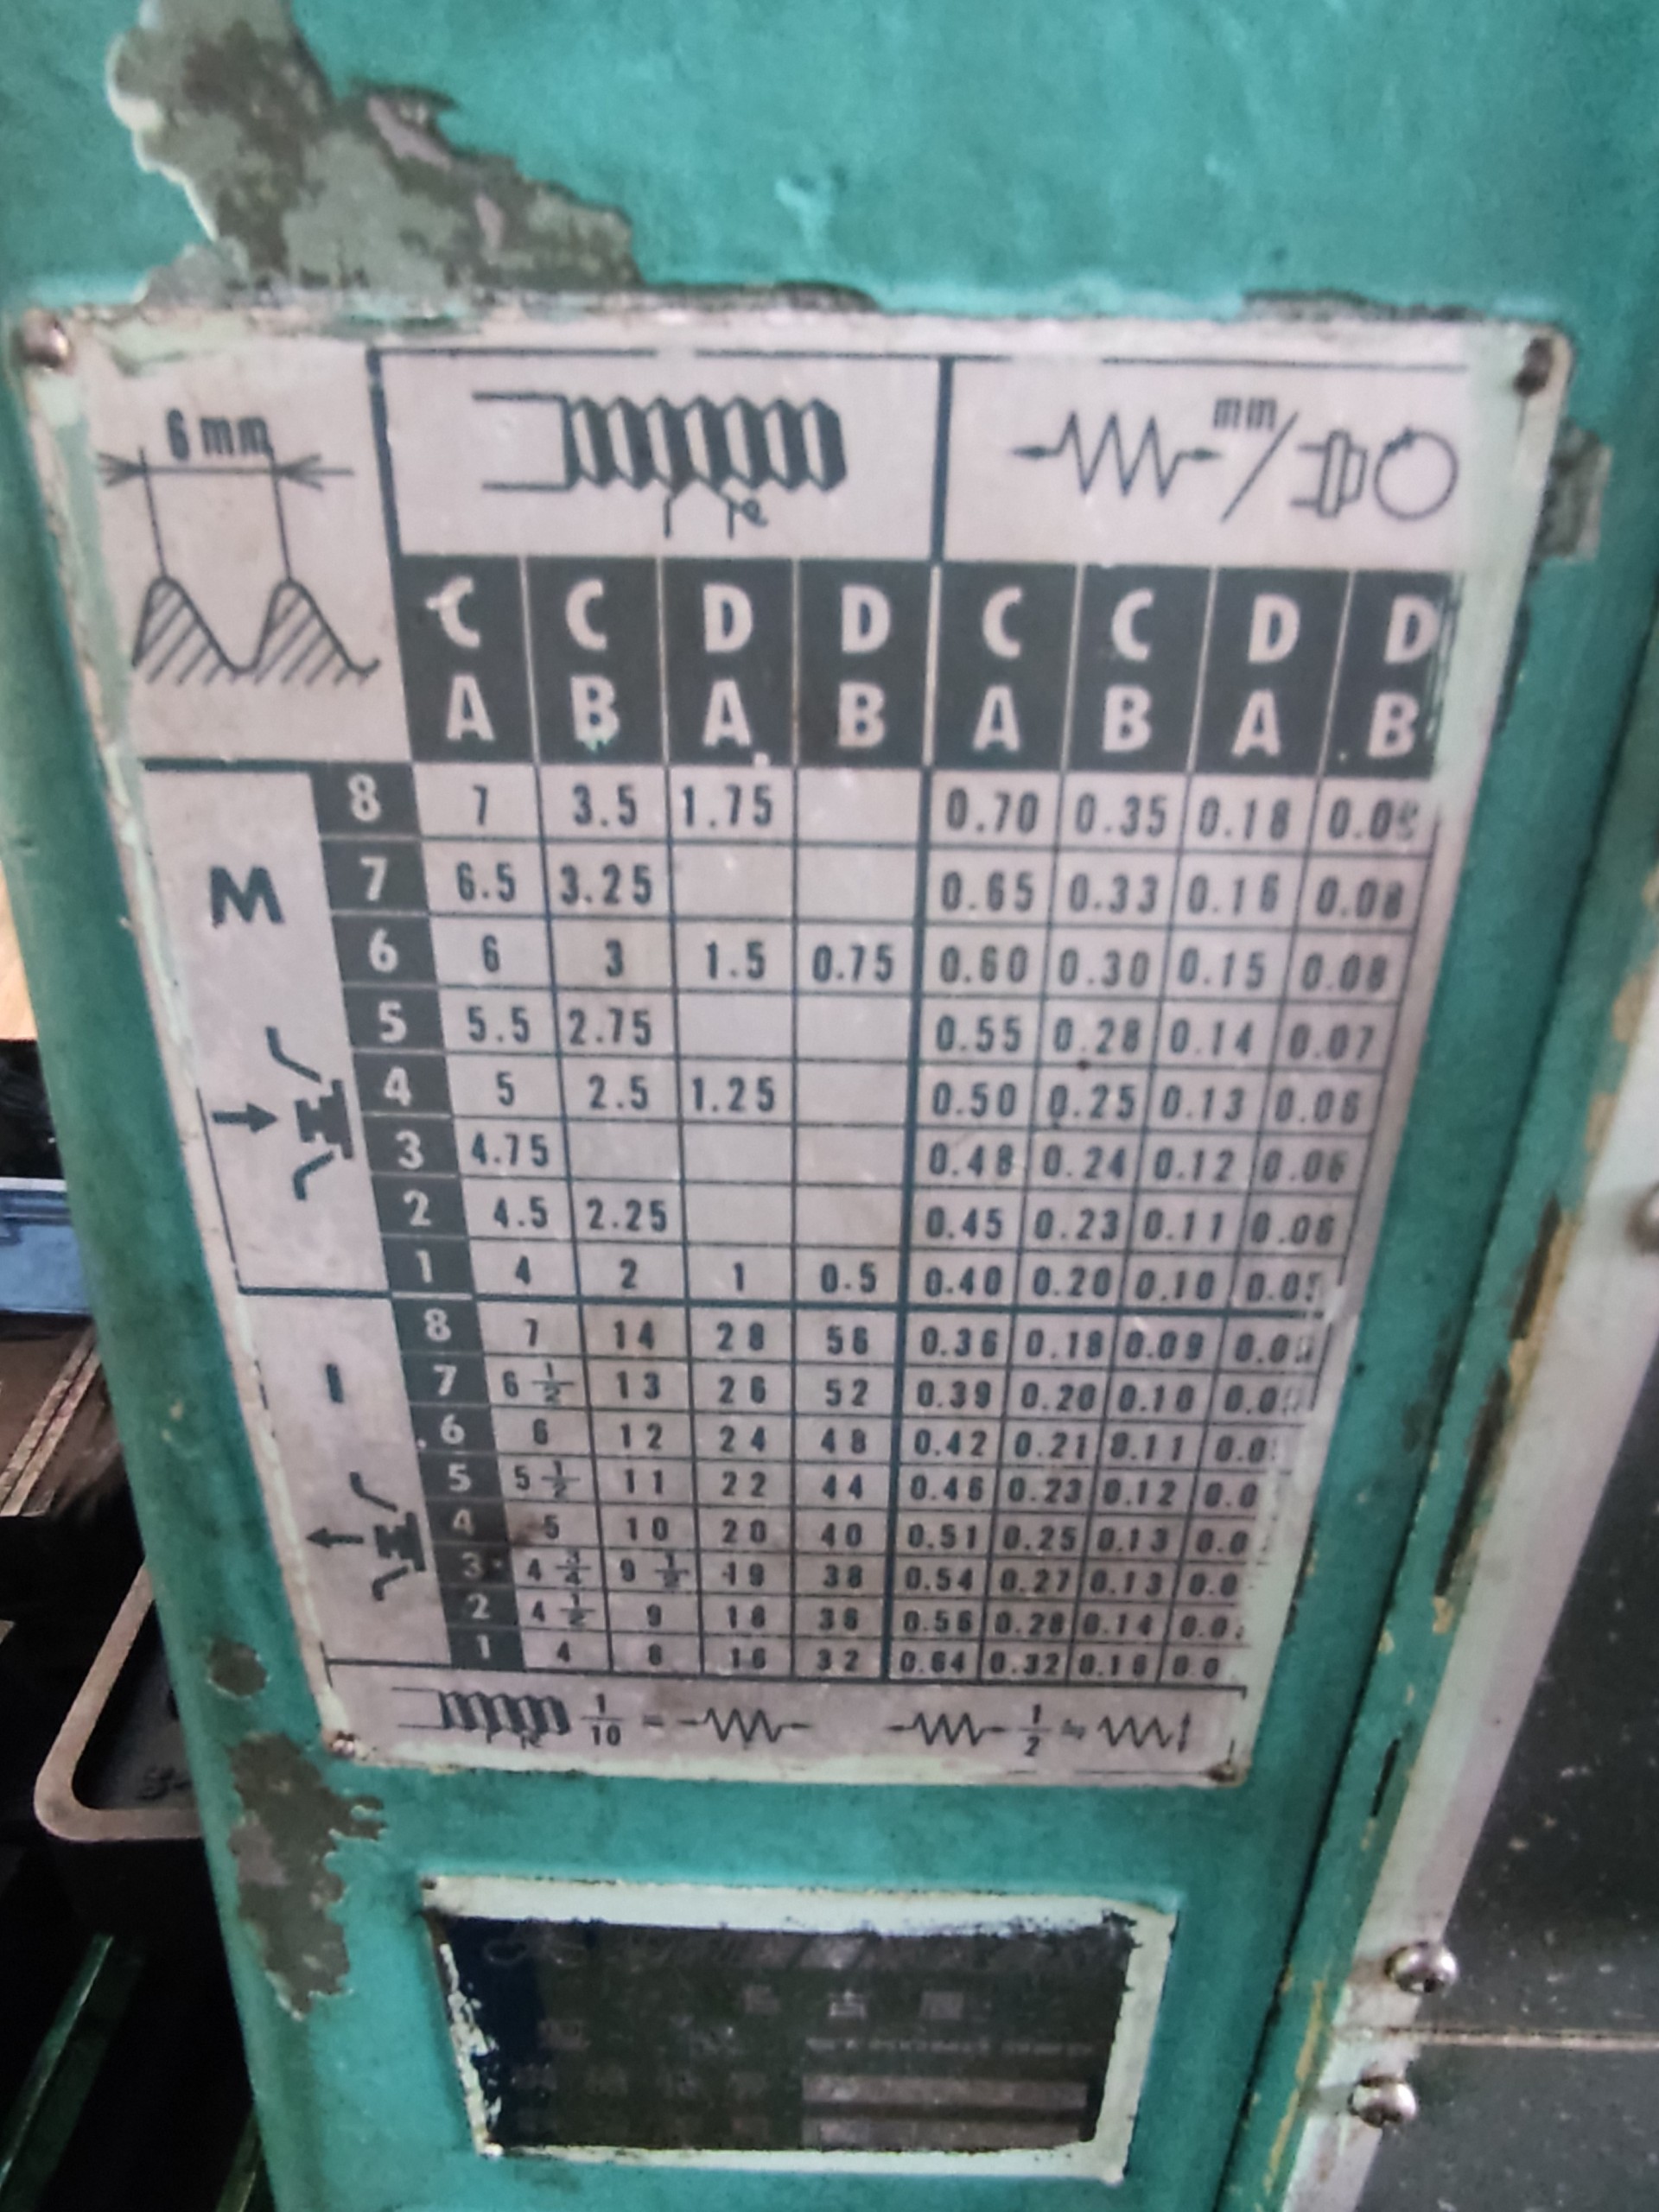 6 mm
e
mm/
C C D D C C D D
A B A B A B A B
M
8 7 3.5 1.75 0.70 0.35 0.18
7 6.5 3.25 0.65 0.33 0.16 0.08
6 6 3 1.5 0.75 0.60 0.30 0.15 0.08
5 5.5 2.75 0.55 0.28 0.14 0.07
4 5 2.5 1.25 0.50 0.25 0.13 0.06
3 4.75 0.48 0.24 0.12 0.06
2 4.5 2.25 0.45 0.23 0.11 0.06
1 4 2 1 0.5 0.40 0.20 0.10 0.05
I
8 7 14 28 56 0.36 0.18 0.09
7 6 1/2 13 26 52 0.39 0.20 0.10
6 6 12 24 48 0.42 0.21 0.11
5 5 1/2 11 22 44 0.46 0.23 0.12
4 5 10 20 40 0.51 0.25 0.13
3 4 3/4 9 1/2 19 38 0.54 0.27 0.13
2 4 1/2 9 18 36 0.56 0.28 0.14
1 4 8 16 32 0.64 0.32 0.16
1/10 = 1/2 ≒